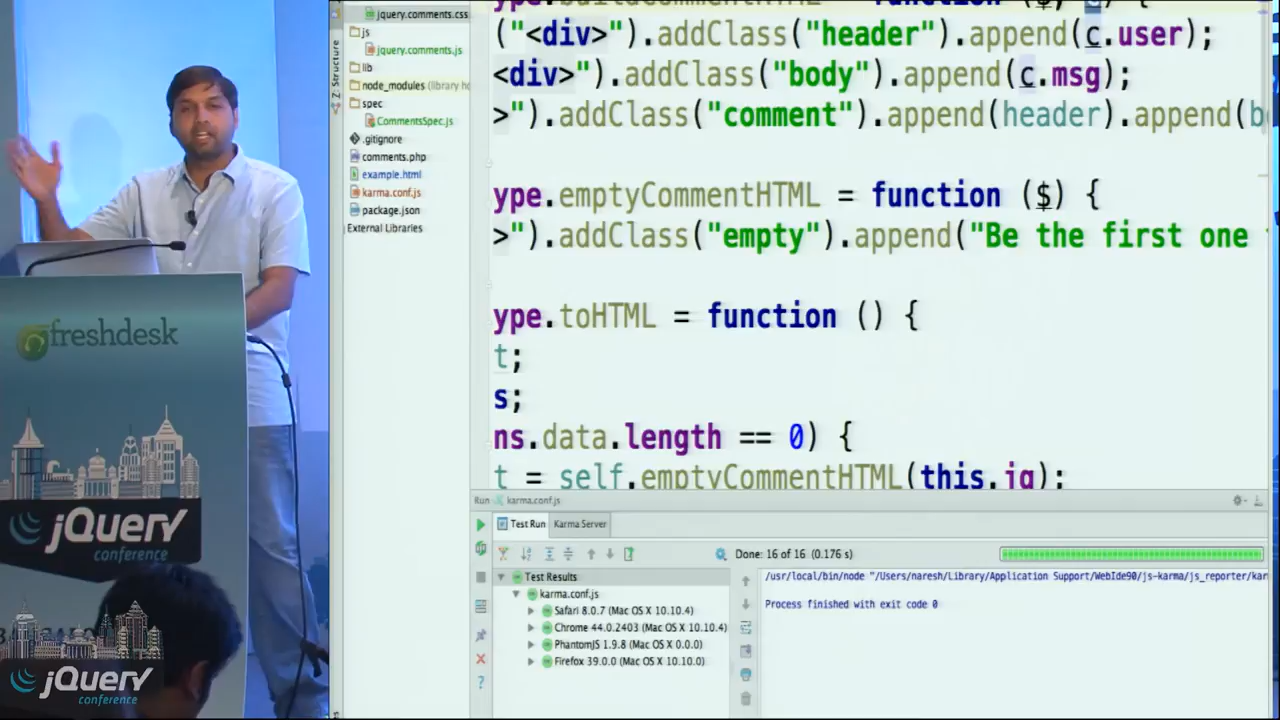 freshdesk
jQuery
conference
jQuery
conference
Z: Structure
jquery.comments.css
js
jquery.comments.js
lib
node_modules (library ho
spec
CommentsSpec.js
.gitignore
comments.php
example.html
karma.conf.js
package.json
External Libraries
("<div>").addClass("header").append(c.user);
<div>").addClass("body").append(c.msg);
>").addClass("comment").append(header).append(bo
ype.emptyCommentHTML = function ($) {
>").addClass("empty").append("Be the first one
ype.toHTML = function () {
t;
s;
ns.data.length == 0) {
t = self.emptyCommentHTML(this.jq);
Run karma.conf.js
Test Run Karma Server
Done: 16 of 16 (0.176 s)
Test Results
karma.conf.js
Safari 8.0.7 (Mac OS X 10.10.4)
Chrome 44.0.2403 (Mac OS X 10.10.4)
PhantomJS 1.9.8 (Mac OS X 0.0.0)
Firefox 39.0.0 (Mac OS X 10.10.0)
/usr/local/bin/node "/Users/naresh/Library/Application Support/WebIde90/js-karma/js_reporter/kar
Process finished with exit code 0